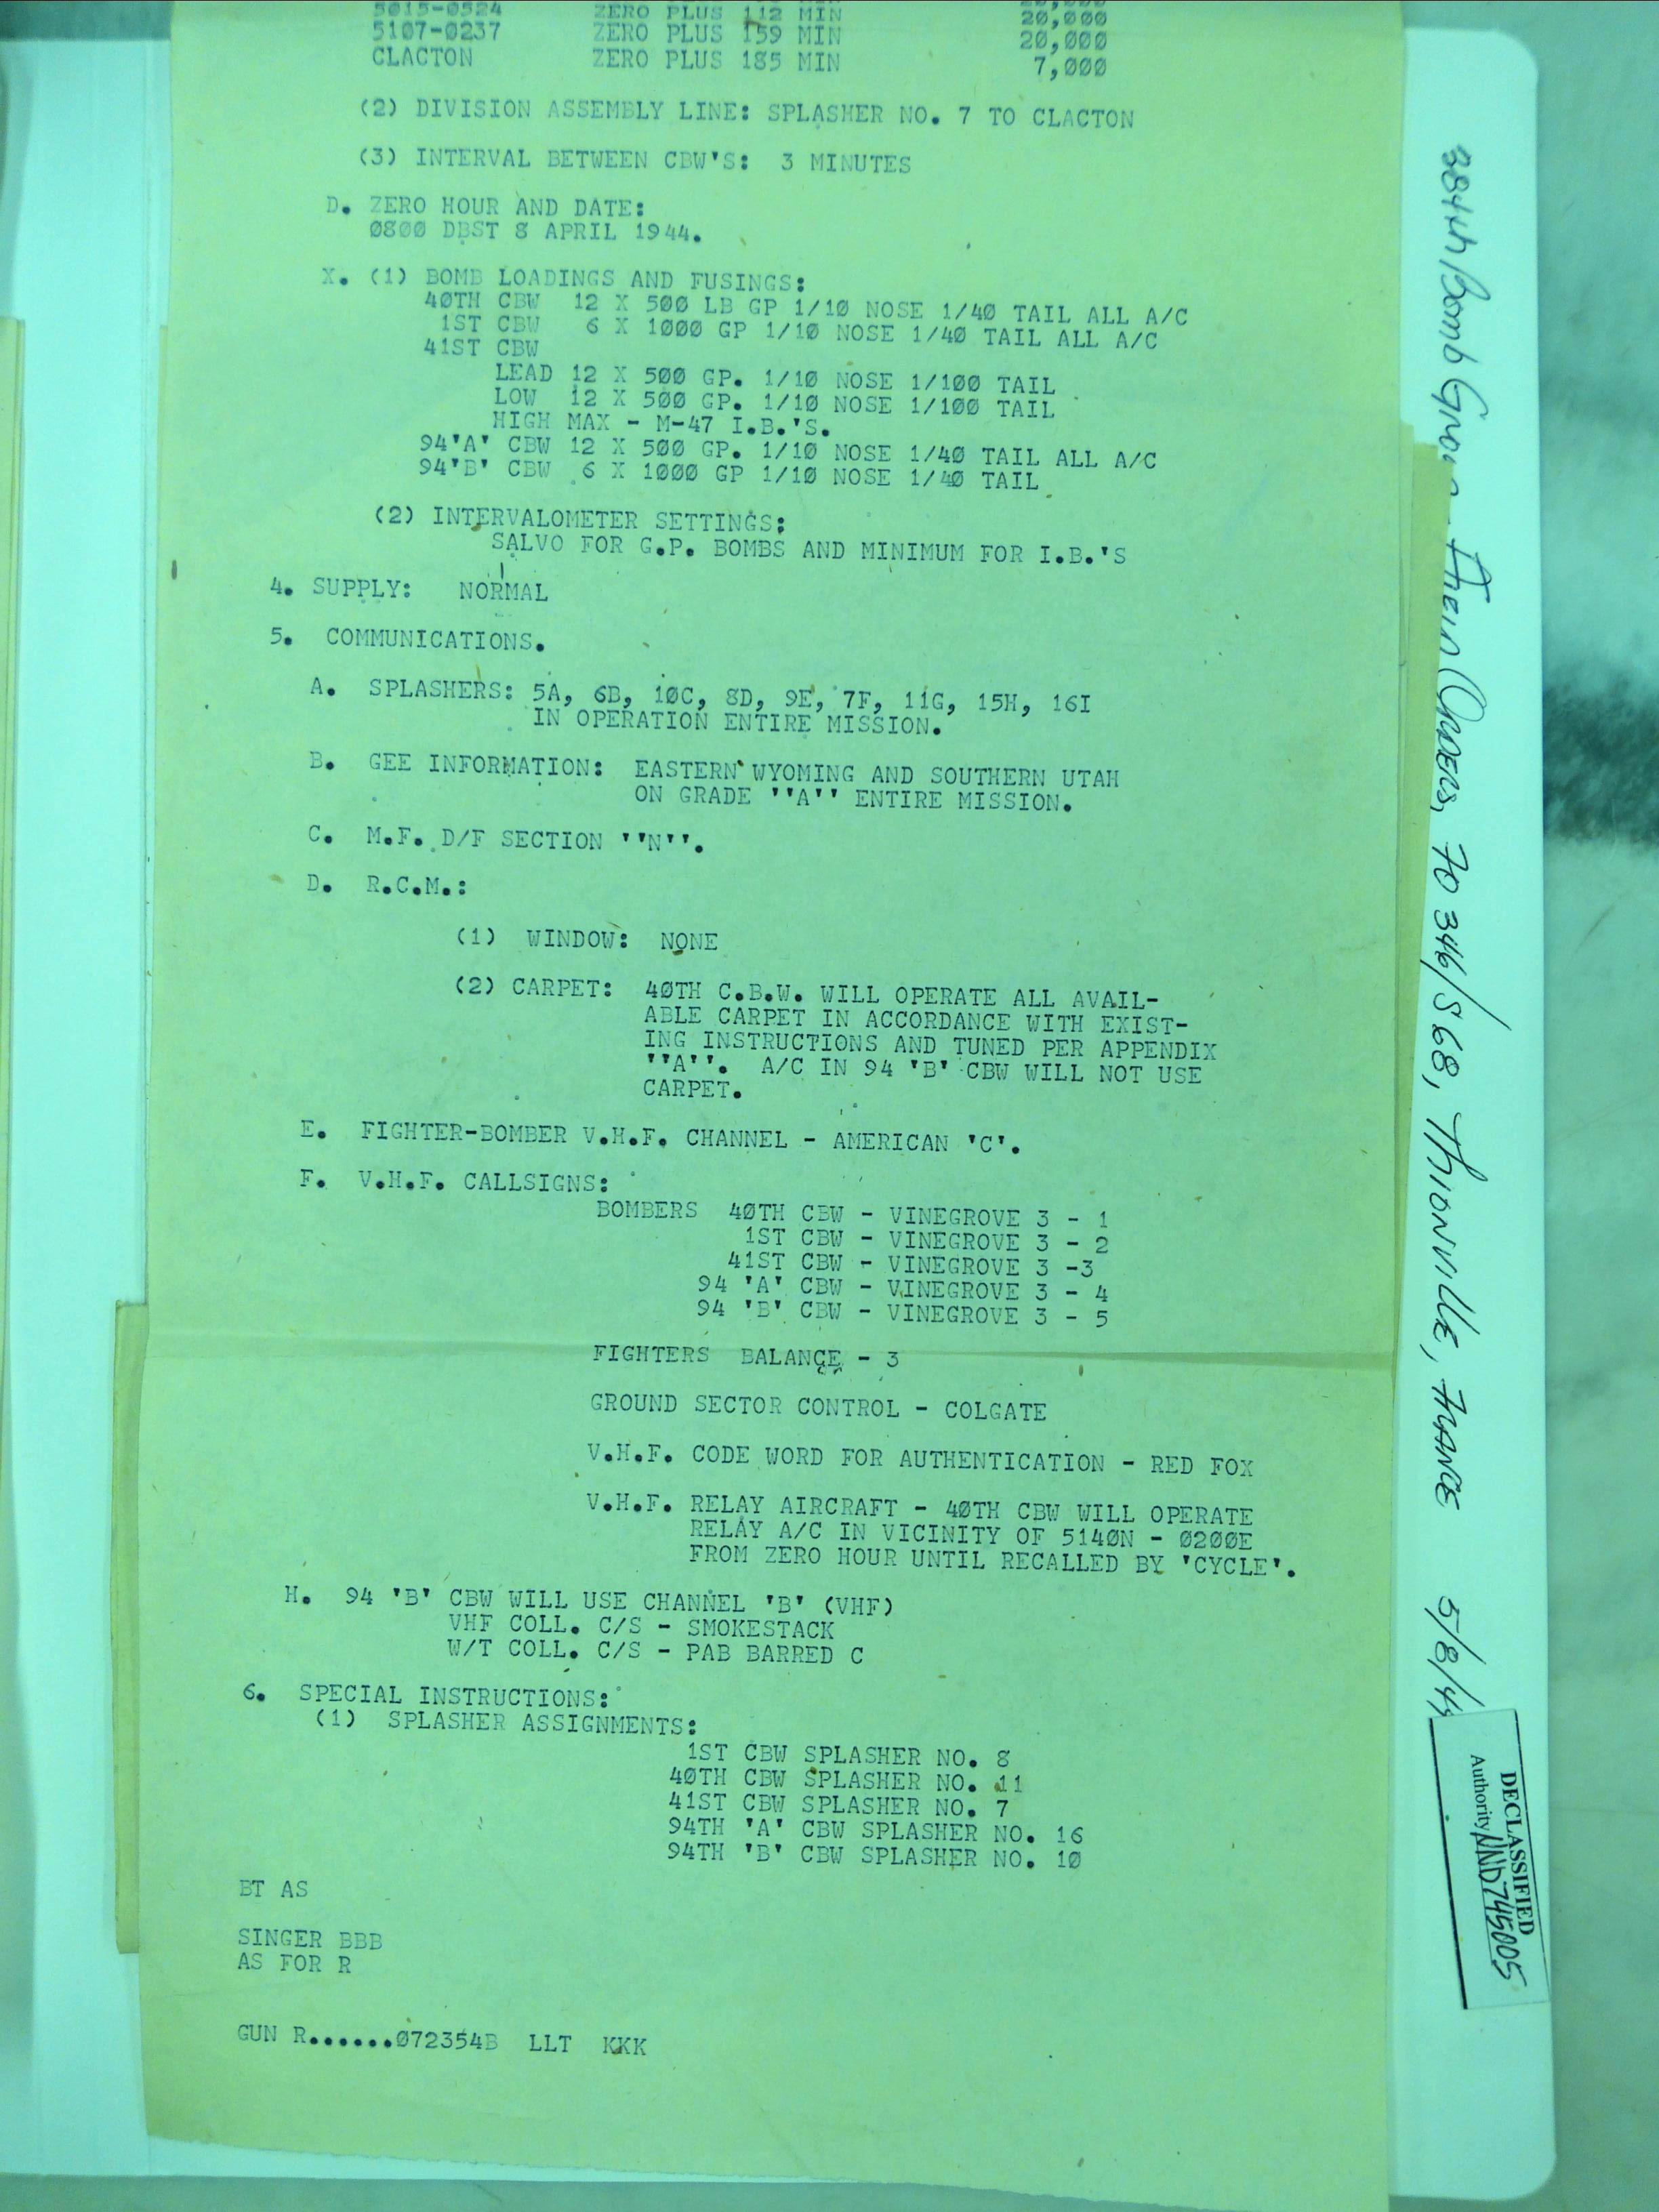 5015-0524 ZERO PLUS 112 MIN 20,000
5107-0237 ZERO PLUS 159 MIN 20,000
CLACTON ZERO PLUS 185 MIN 7,000
(2) DIVISION ASSEMBLY LINE: SPLASHER NO. 7 TO CLACTON
(3) INTERVAL BETWEEN CBW'S: 3 MINUTES
D. ZERO HOUR AND DATE:
0800 DBST 8 APRIL 1944.
X. (1) BOMB LOADINGS AND FUSINGS:
40TH CBW 12 X 500 LB GP 1/10 NOSE 1/40 TAIL ALL A/C
1ST CBW 6 X 1000 GP 1/10 NOSE 1/40 TAIL ALL A/C
41ST CBW
LEAD 12 X 500 GP. 1/10 NOSE 1/100 TAIL
LOW 12 X 500 GP. 1/10 NOSE 1/100 TAIL
HIGH MAX - M-47 I.B.'S.
94'A' CBW 12 X 500 GP. 1/10 NOSE 1/40 TAIL ALL A/C
94'B' CBW 6 X 1000 GP 1/10 NOSE 1/40 TAIL
(2) INTERVALOMETER SETTINGS:
SALVO FOR G.P. BOMBS AND MINIMUM FOR I.B.'S
4. SUPPLY: NORMAL
5. COMMUNICATIONS.
A. SPLASHERS: 5A, 6B, 10C, 8D, 9E, 7F, 11G, 15H, 16I
IN OPERATION ENTIRE MISSION.
B. GEE INFORMATION: EASTERN WYOMING AND SOUTHERN UTAH
ON GRADE ''A'' ENTIRE MISSION.
C. M.F. D/F SECTION ''N''.
D. R.C.M.:
(1) WINDOW: NONE
(2) CARPET: 40TH C.B.W. WILL OPERATE ALL AVAIL-
ABLE CARPET IN ACCORDANCE WITH EXIST-
ING INSTRUCTIONS AND TUNED PER APPENDIX
''A''. A/C IN 94 'B' CBW WILL NOT USE
CARPET.
E. FIGHTER-BOMBER V.H.F. CHANNEL - AMERICAN 'C'.
F. V.H.F. CALLSIGNS:
BOMBERS 40TH CBW - VINEGROVE 3 - 1
1ST CBW - VINEGROVE 3 - 2
41ST CBW - VINEGROVE 3 -3
94 'A' CBW - VINEGROVE 3 - 4
94 'B' CBW - VINEGROVE 3 - 5
FIGHTERS BALANCE - 3
GROUND SECTOR CONTROL - COLGATE
V.H.F. CODE WORD FOR AUTHENTICATION - RED FOX
V.H.F. RELAY AIRCRAFT - 40TH CBW WILL OPERATE
RELAY A/C IN VICINITY OF 5140N - 0200E
FROM ZERO HOUR UNTIL RECALLED BY 'CYCLE'.
H. 94 'B' CBW WILL USE CHANNEL 'B' (VHF)
VHF COLL. C/S - SMOKESTACK
W/T COLL. C/S - PAB BARRED C
6. SPECIAL INSTRUCTIONS:
(1) SPLASHER ASSIGNMENTS:
1ST CBW SPLASHER NO. 8
40TH CBW SPLASHER NO. 11
41ST CBW SPLASHER NO. 7
94TH 'A' CBW SPLASHER NO. 16
94TH 'B' CBW SPLASHER NO. 10
BT AS
SINGER BBB
AS FOR R
GUN R......072354B LLT KKK
384th Bomb Group Field Orders, FO 346/S 68, Thionville, France 5/8/44
DECLASSIFIED
Authority NND745005